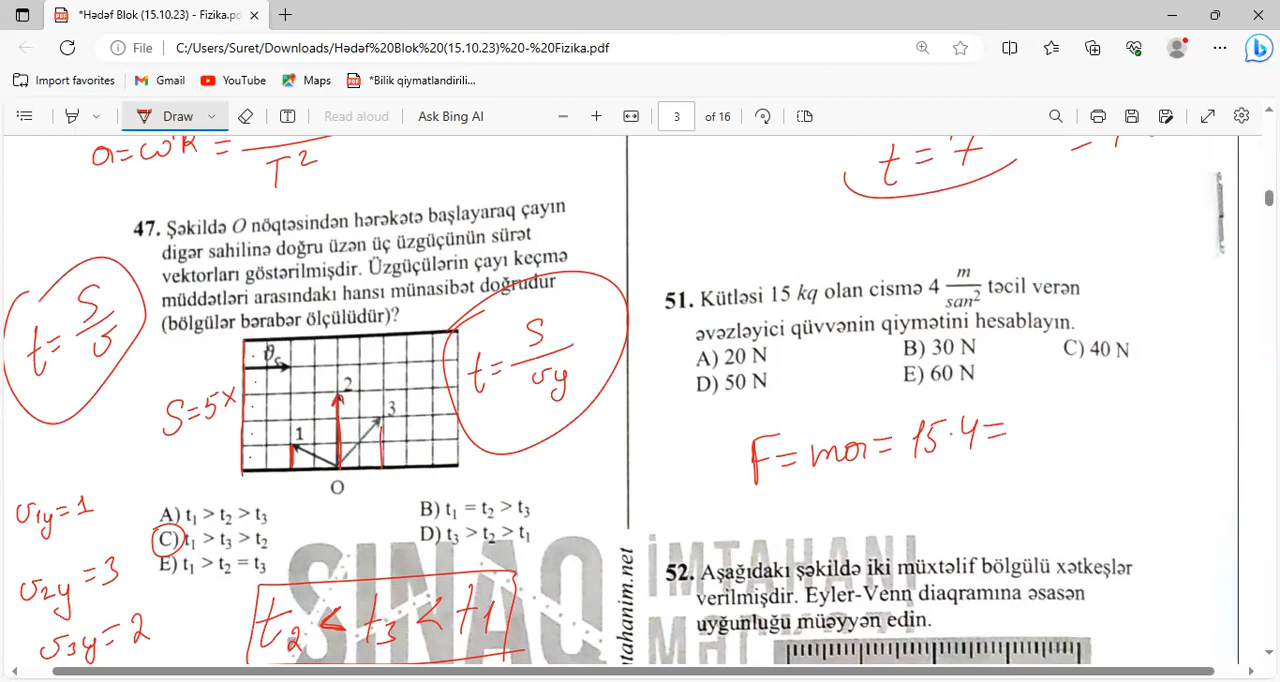 *Hədəf Blok (15.10.23) - Fizika.pd
File C:/Users/Suret/Downloads/Hədəf%20Blok%20(15.10.23)%20-%20Fizika.pdf
Import favorites Gmail YouTube Maps *Bilik qiymatlandirili...
Draw Read aloud Ask Bing AI 3 of 16
T²
t = 7
47. Şəkildə O nöqtəsindən hərəkətə başlayaraq çayın
digər sahilinə doğru üzən üç üzgüçünün sürət
vektorları göstərilmişdir. Üzgüçülərin çayı keçmə
müddətləri arasındakı hansı münasibət doğrudur
(bölgülər bərabər ölçülüdür)?
t = S/υ
S=5x
1
2
3
O
t = S/υy
A) t₁ > t₂ > t₃
B) t₁ = t₂ > t₃
C) t₁ > t₃ > t₂
D) t₃ > t₂ > t₁
E) t₁ > t₂ = t₃
υ1y = 1
υ2y = 3
υ3y = 2
t2 < t3 < t1
51. Kütləsi 15 kq olan cismə 4 m/san² təcil verən
əvəzləyici qüvvənin qiymətini hesablayın.
A) 20 N
B) 30 N
C) 40 N
D) 50 N
E) 60 N
F = ma = 15·4 =
SINAQ
İMTAHANI
tahanim.net
52. Aşağıdakı şəkildə iki müxtəlif bölgülü xətkeşlər
verilmişdir. Eyler-Venn diaqramına əsasən
uyğunluğu müəyyən edin.